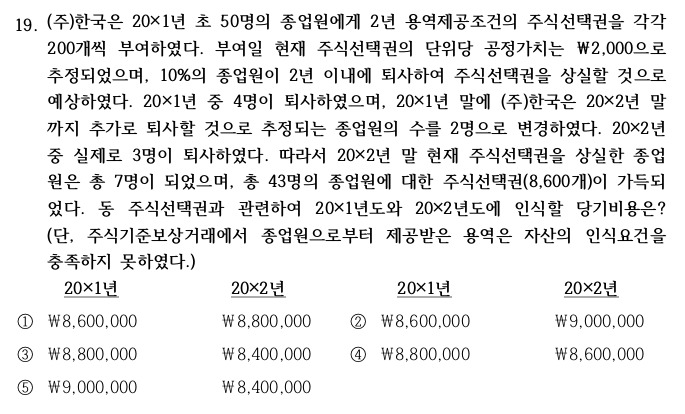 19. (주)한국은 20×1년 초 50명의 종업원에게 2년 용역제공조건의 주식선택권을 각각
200개씩 부여하였다. 부여일 현재 주식선택권의 단위당 공정가치는 ₩2,000으로
추정되었으며, 10%의 종업원이 2년 이내에 퇴사하여 주식선택권을 상실할 것으로
예상하였다. 20×1년 중 4명이 퇴사하였으며, 20×1년 말에 (주)한국은 20×2년 말
까지 추가로 퇴사할 것으로 추정되는 종업원의 수를 2명으로 변경하였다. 20×2년
중 실제로 3명이 퇴사하였다. 따라서 20×2년 말 현재 주식선택권을 상실한 종업
원은 총 7명이 되었으며, 총 43명의 종업원에 대한 주식선택권(8,600개)이 가득되
었다. 동 주식선택권과 관련하여 20×1년도와 20×2년도에 인식할 당기비용은?
(단, 주식기준보상거래에서 종업원으로부터 제공받은 용역은 자산의 인식요건을
충족하지 못하였다.)
20×1년 20×2년 20×1년 20×2년
① ₩8,600,000 ₩8,800,000 ② ₩8,600,000 ₩9,000,000
③ ₩8,800,000 ₩8,400,000 ④ ₩8,800,000 ₩8,600,000
⑤ ₩9,000,000 ₩8,400,000